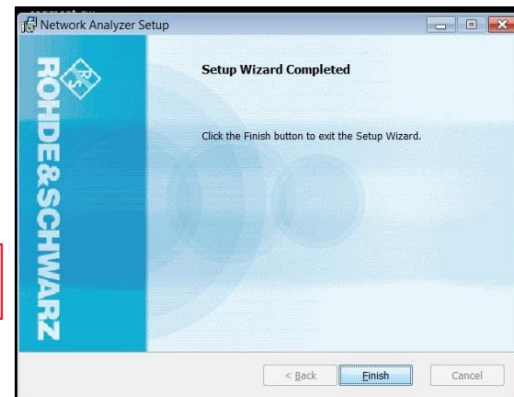 Network Analyzer Setup
ROHDE&SCHWARZ
Setup Wizard Completed
Click the Finish button to exit the Setup Wizard.
< Back
Finish
Cancel